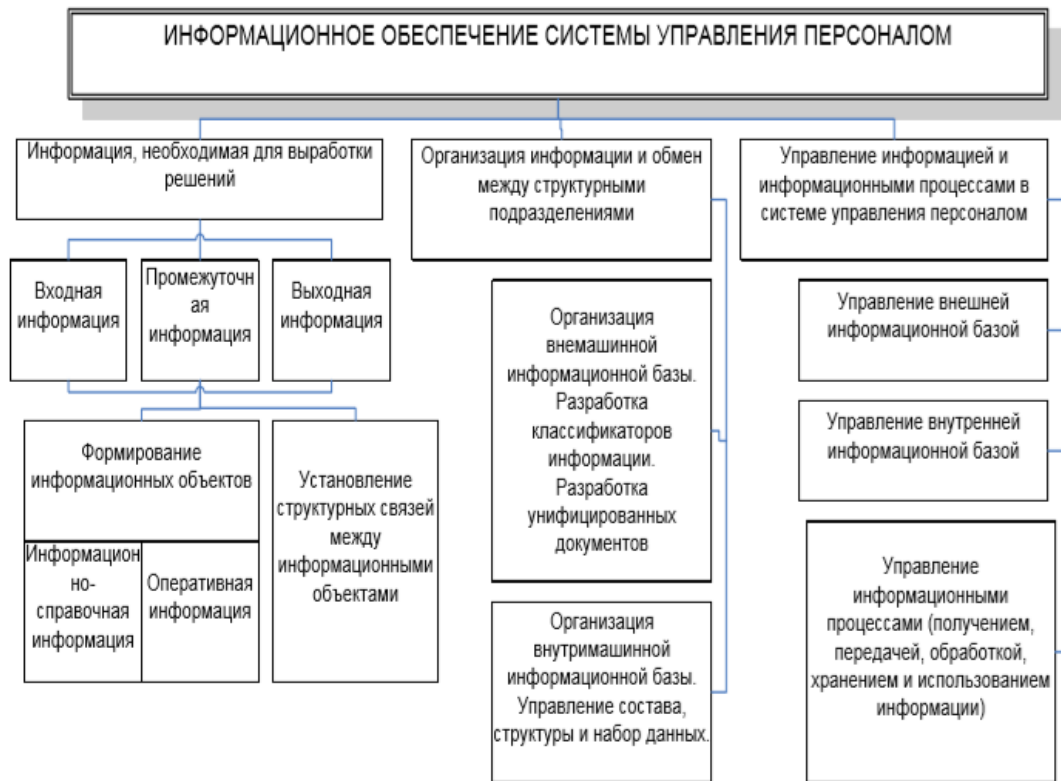 ИНФОРМАЦИОННОЕ ОБЕСПЕЧЕНИЕ СИСТЕМЫ УПРАВЛЕНИЯ ПЕРСОНАЛОМ
Информация, необходимая для выработки
решений
Входная
информация
Промежуточн
ая
информация
Выходная
информация
Формирование
информационных объектов
Информацион
но-
справочная
информация
Оперативная
информация
Установление
структурных связей
между
информационными
объектами
Организация информации и обмен
между структурными
подразделениями
Организация
внемашинной
информационной базы.
Разработка
классификаторов
информации.
Разработка
унифицированных
документов
Организация
внутримашинной
информационной базы.
Управление состава,
структуры и набор данных.
Управление информацией и
информационными процессами в
системе управления персоналом
Управление внешней
информационной базой
Управление внутренней
информационной базой
Управление
информационными
процессами (получением,
передачей, обработкой,
хранением и использованием
информации)